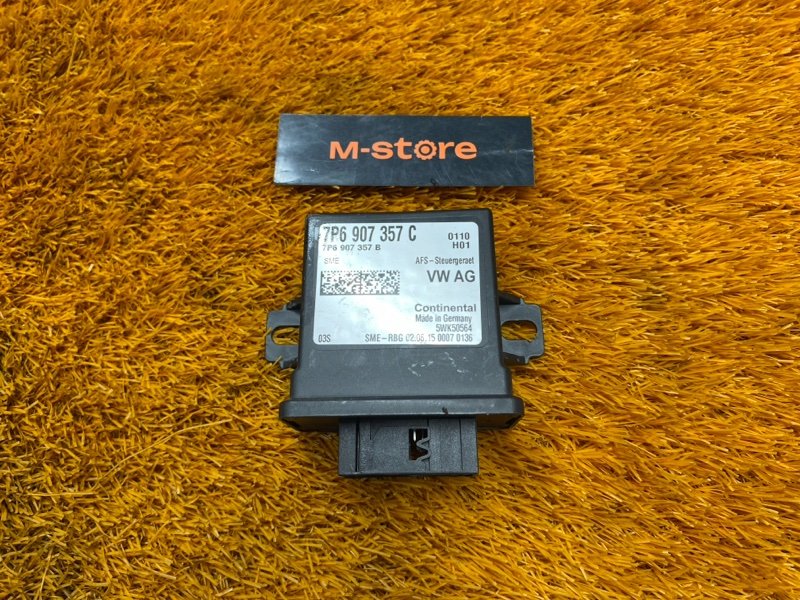 M-store
7P6 907 357 C 0110
7P6 907 357 B H01
SME AFS-Steuergeraet
VW AG
Continental
Made in Germany
5WK50564
03S SME-RBG 02.06.15 0007 0136